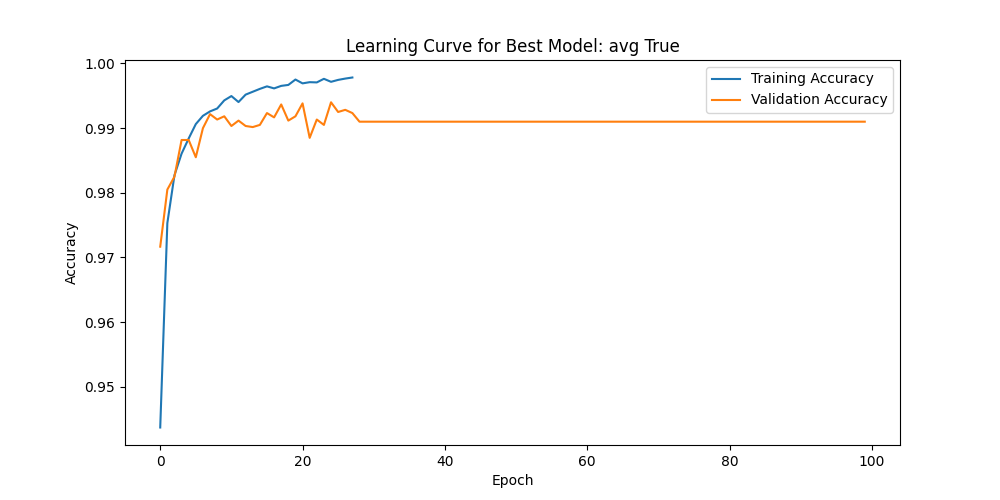 Learning Curve for Best Model: avg True
1.00
0.99
0.98
0.97
0.96
0.95
Accuracy
Training Accuracy
Validation Accuracy
0 20 40 60 80 100
Epoch